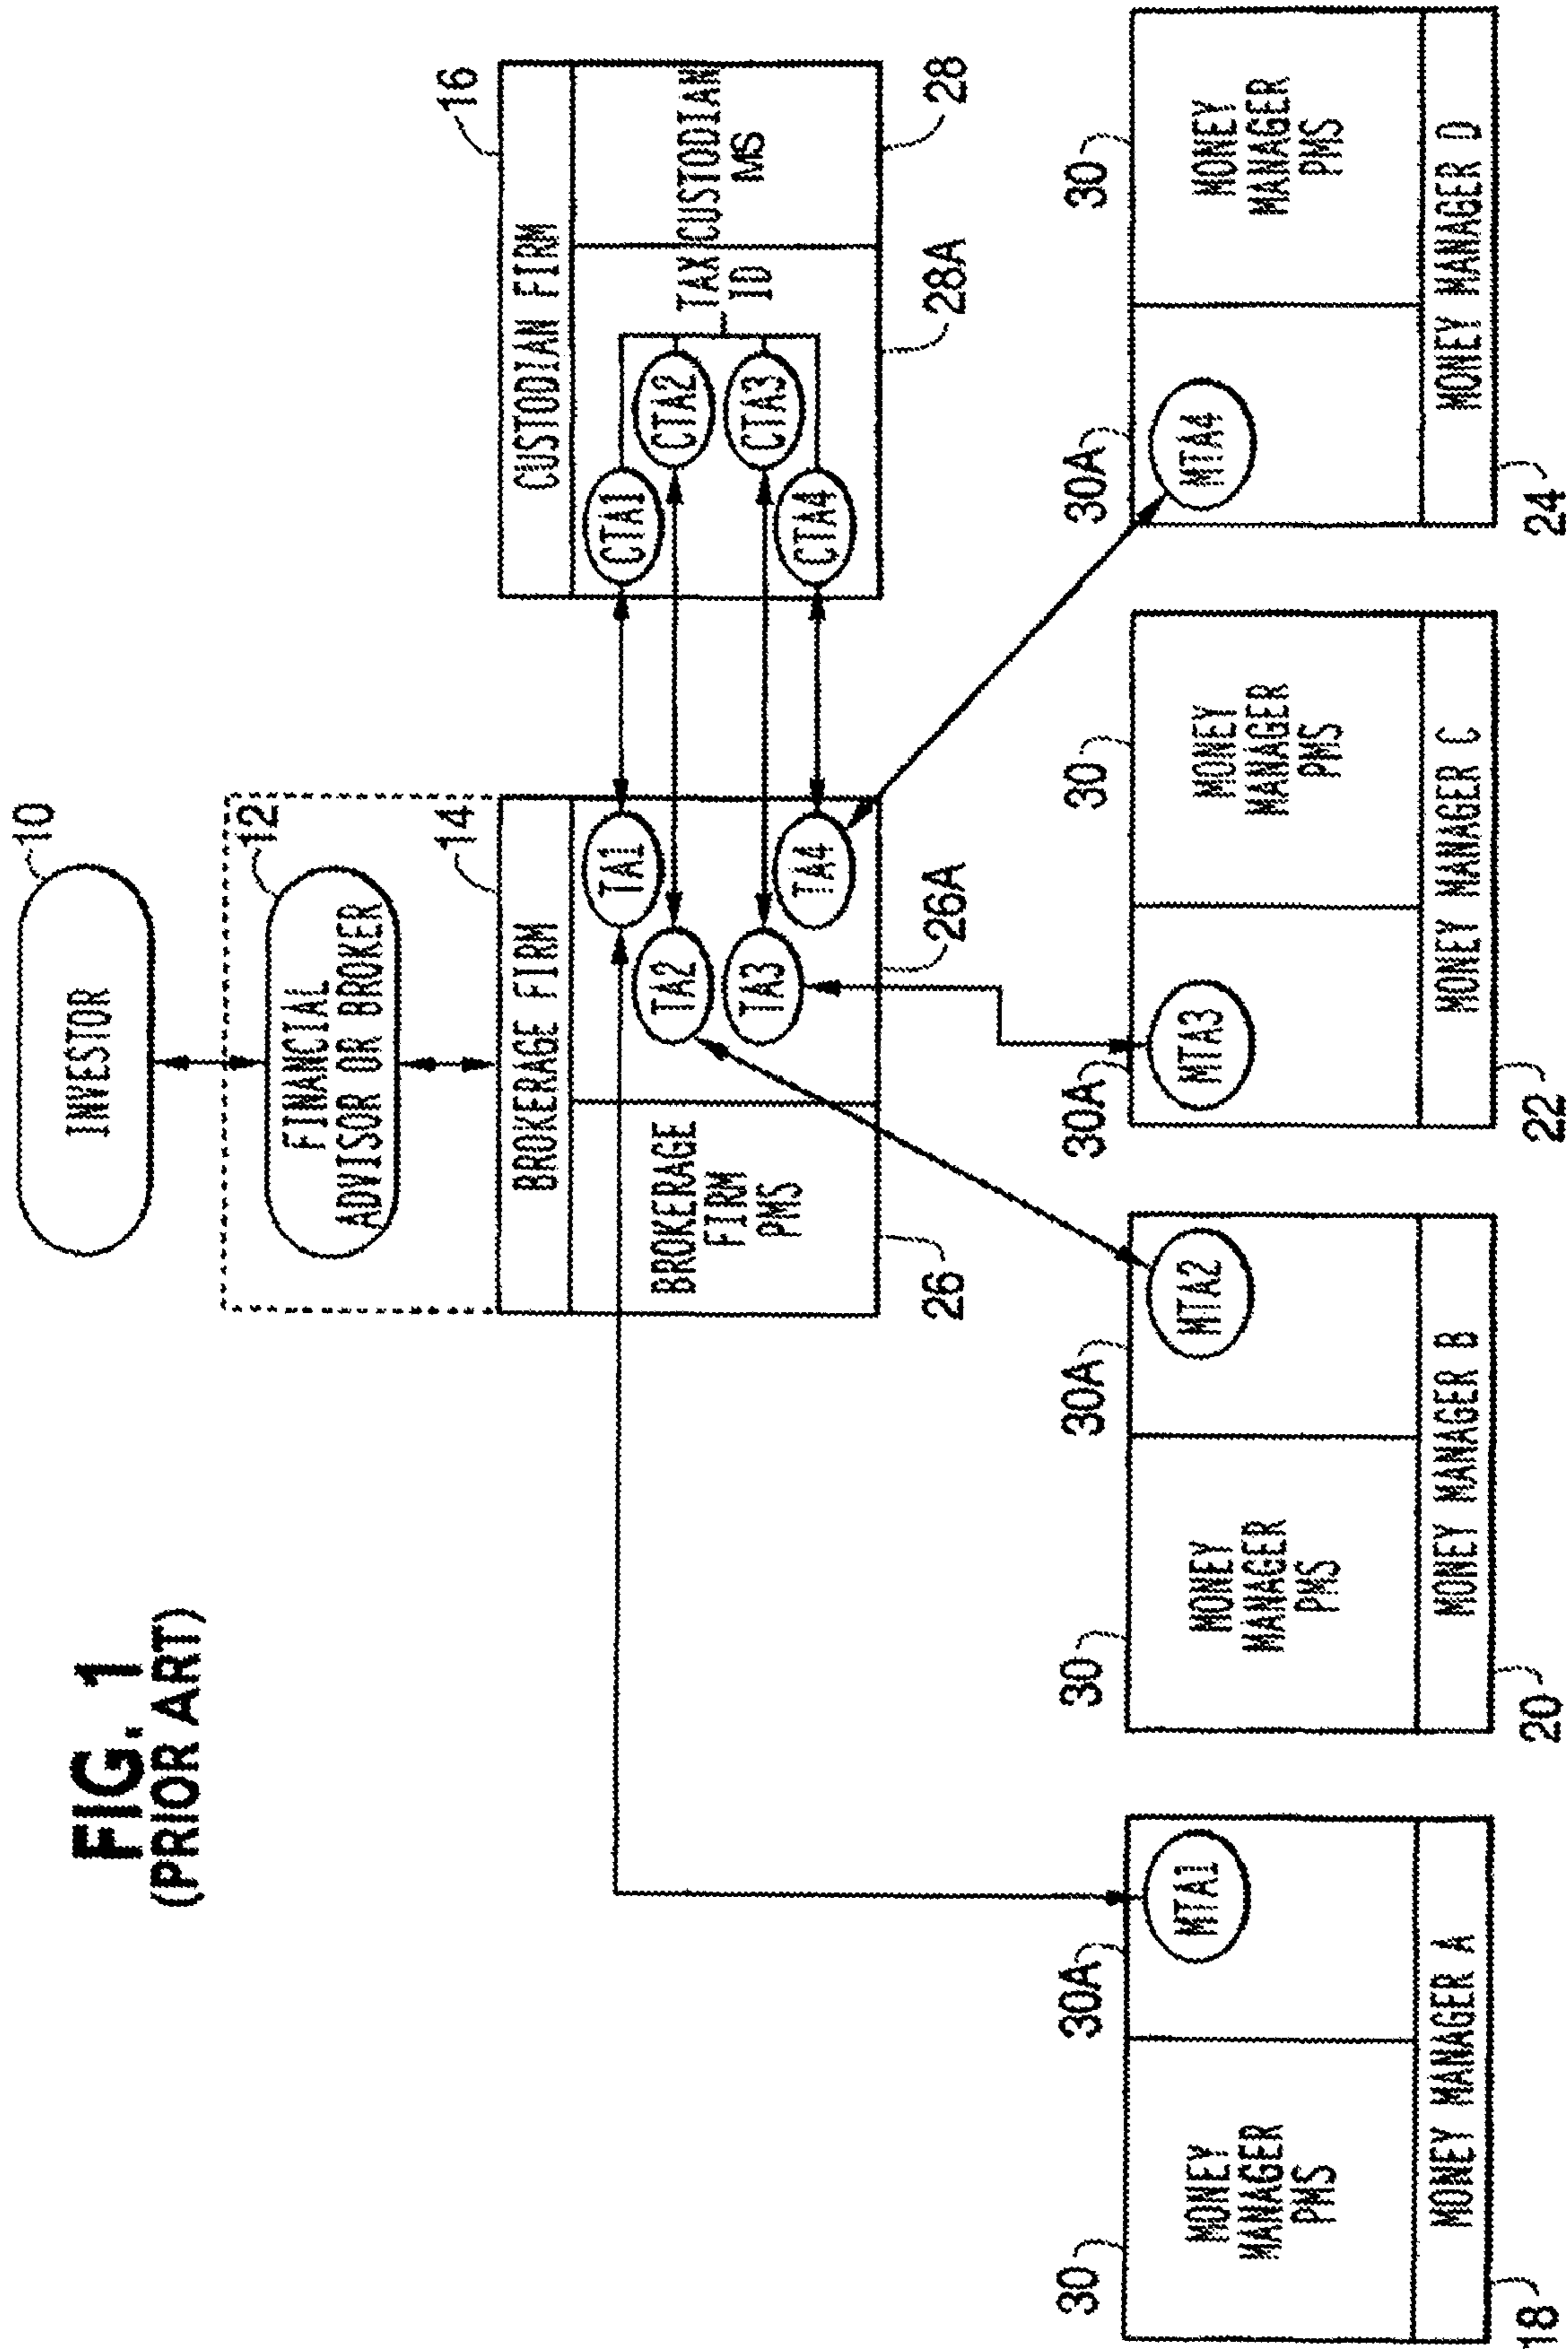 FIG. 1
(PRIOR ART)
INVESTOR
10
FINANCIAL
ADVISOR OR BROKER
12
14
BROKERAGE FIRM
BROKERAGE
FIRM
PMS
TA1
TA2
TA3
TA4
26
26A
16
CUSTODIAN FIRM
CTA1
CTA2
CTA3
CTA4
TAX
ID
CUSTODIAN
MS
28A
28
30
30A
MONEY
MANAGER
PMS
MTA1
MONEY MANAGER A
18
30
30A
MONEY
MANAGER
PMS
MTA2
MONEY MANAGER B
20
30A
30
MTA3
MONEY
MANAGER
PMS
MONEY MANAGER C
22
30A
30
MTA4
MONEY
MANAGER
PMS
MONEY MANAGER D
24